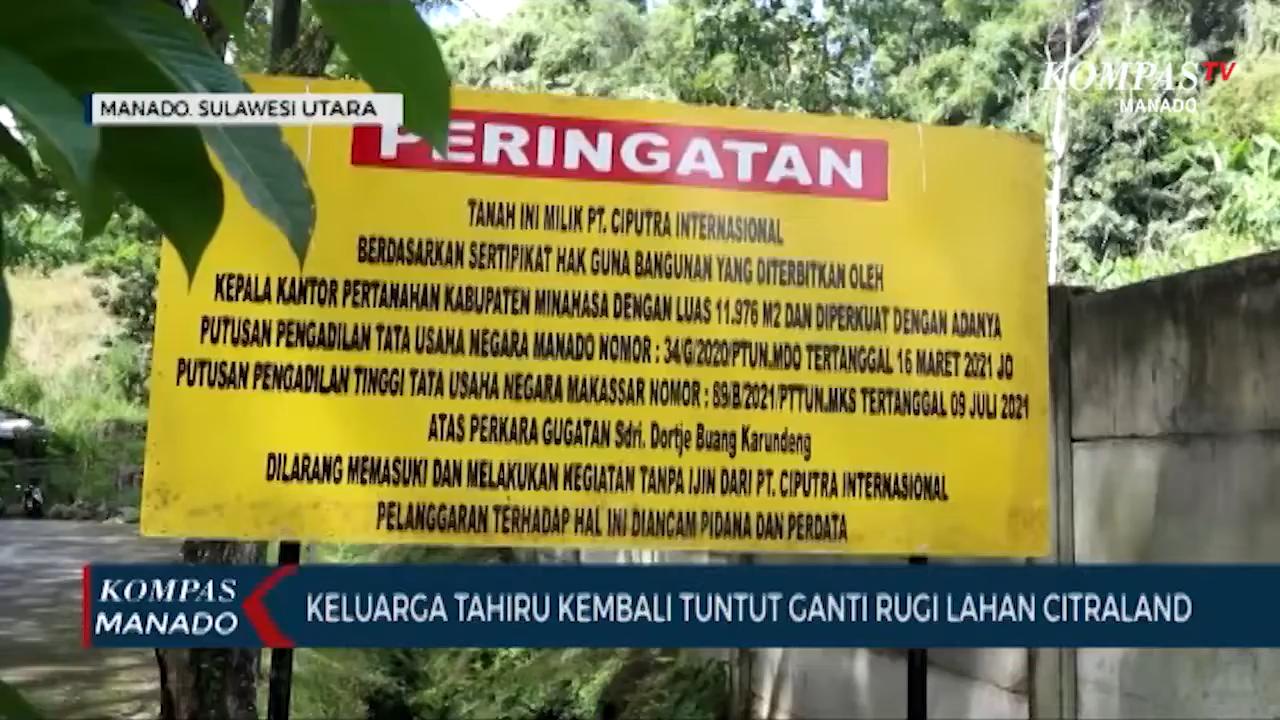 KOMPAS TV
MANADO
MANADO, SULAWESI UTARA
PERINGATAN
TANAH INI MILIK PT. CIPUTRA INTERNASIONAL
BERDASARKAN SERTIPIKAT HAK GUNA BANGUNAN YANG DITERBITKAN OLEH
KEPALA KANTOR PERTANAHAN KABUPATEN MINAHASA DENGAN LUAS 11.976 M2 DAN DIPERKUAT DENGAN ADANYA
PUTUSAN PENGADILAN TATA USAHA NEGARA MANADO NOMOR : 34/G/2020/PTUN.MDO TERTANGGAL 16 MARET 2021 JO
PUTUSAN PENGADILAN TINGGI TATA USAHA NEGARA MAKASSAR NOMOR : 89/B/2021/PTTUN.MKS TERTANGGAL 09 JULI 2021
ATAS PERKARA GUGATAN Sdri. Dortje Buang Karundeng
DILARANG MEMASUKI DAN MELAKUKAN KEGIATAN TANPA IJIN DARI PT. CIPUTRA INTERNASIONAL
PELANGGARAN TERHADAP HAL INI DIANCAM PIDANA DAN PERDATA
KOMPAS
MANADO
KELUARGA TAHIRU KEMBALI TUNTUT GANTI RUGI LAHAN CITRALAND